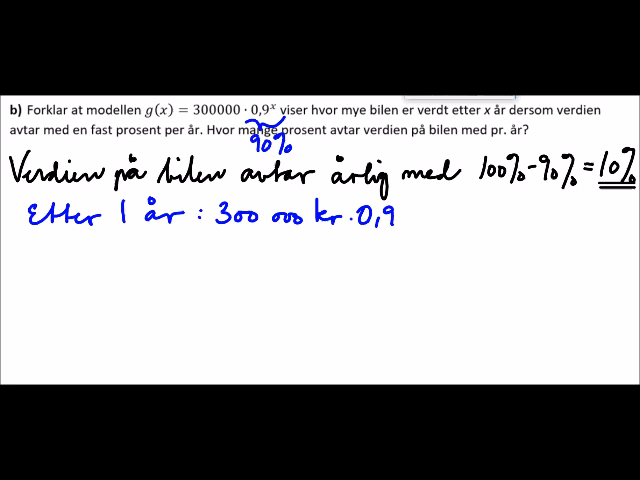 b) Forklar at modellen g(x) = 300000 · 0,9ˣ viser hvor mye bilen er verdt etter x år dersom verdien
avtar med en fast prosent per år. Hvor mange prosent avtar verdien på bilen med pr. år?
90%
Verdien på bilen avtar årlig med 100%-90%=10%
Etter 1 år : 300 000 kr · 0,9